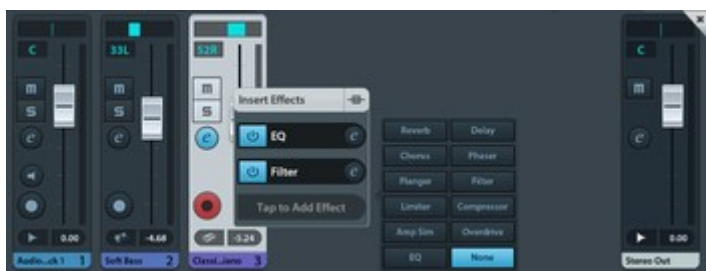 C
33L
52R
C
m
m
m
m
S
S
S
Insert Effects
e
e
e
e
EQ
e
Filter
e
Tap to Add Effect
Reverb
Delay
Chorus
Phaser
Flanger
Filter
Limiter
Compressor
Amp Sim
Overdrive
EQ
None
0.00
-4.68
-5.24
0.00
Audio...ck 1 1
Soft Bass 2
Classi...iano 3
Stereo Out